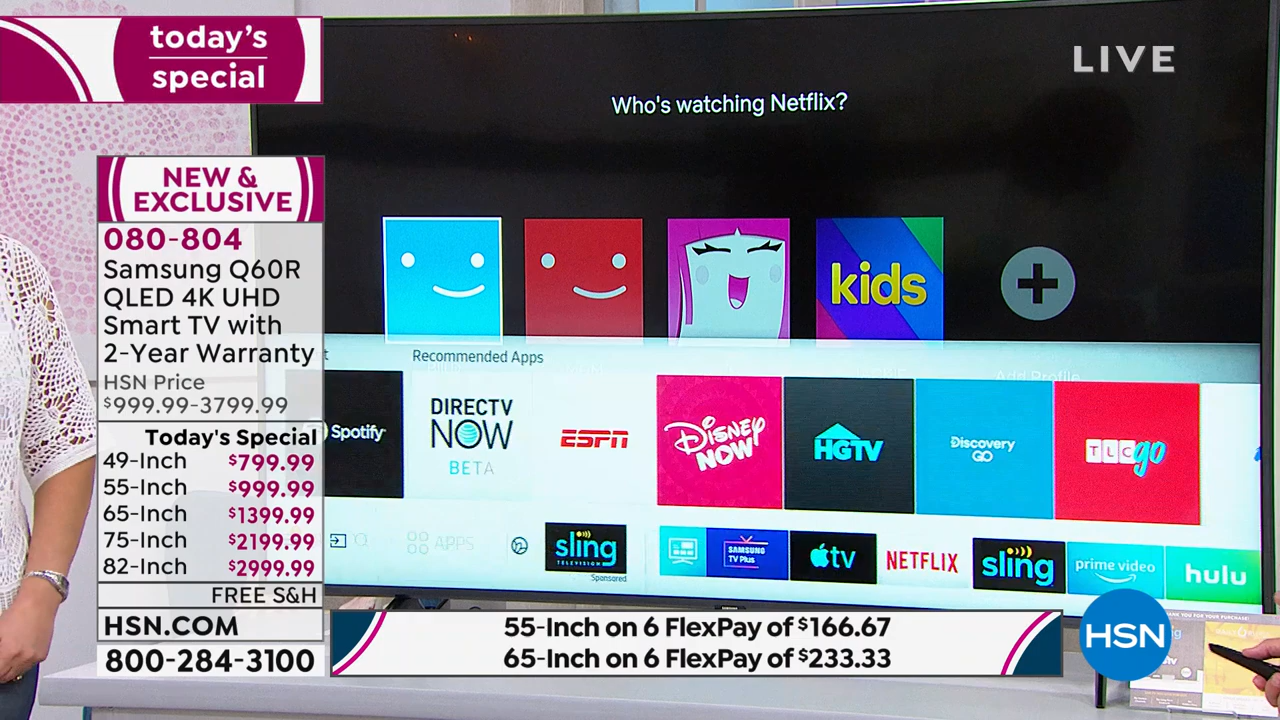 today's
special
LIVE
Who's watching Netflix?
NEW &
EXCLUSIVE
080-804
Samsung Q60R
QLED 4K UHD
Smart TV with
2-Year Warranty
HSN Price
$999.99-3799.99
Today's Special
49-Inch $799.99
55-Inch $999.99
65-Inch $1399.99
75-Inch $2199.99
82-Inch $2999.99
FREE S&H
HSN.COM
800-284-3100
kids
Add Profile
Recommended Apps
Spotify
DIRECTV
NOW
BETA
ESPN
Disney
NOW
HGTV
Discovery
GO
TLC go
APPS
sling
TELEVISION
Sponsored
SAMSUNG
TV Plus
tv
NETFLIX
sling
prime video
hulu
SAMSUNG
55-Inch on 6 FlexPay of $166.67
65-Inch on 6 FlexPay of $233.33
HSN